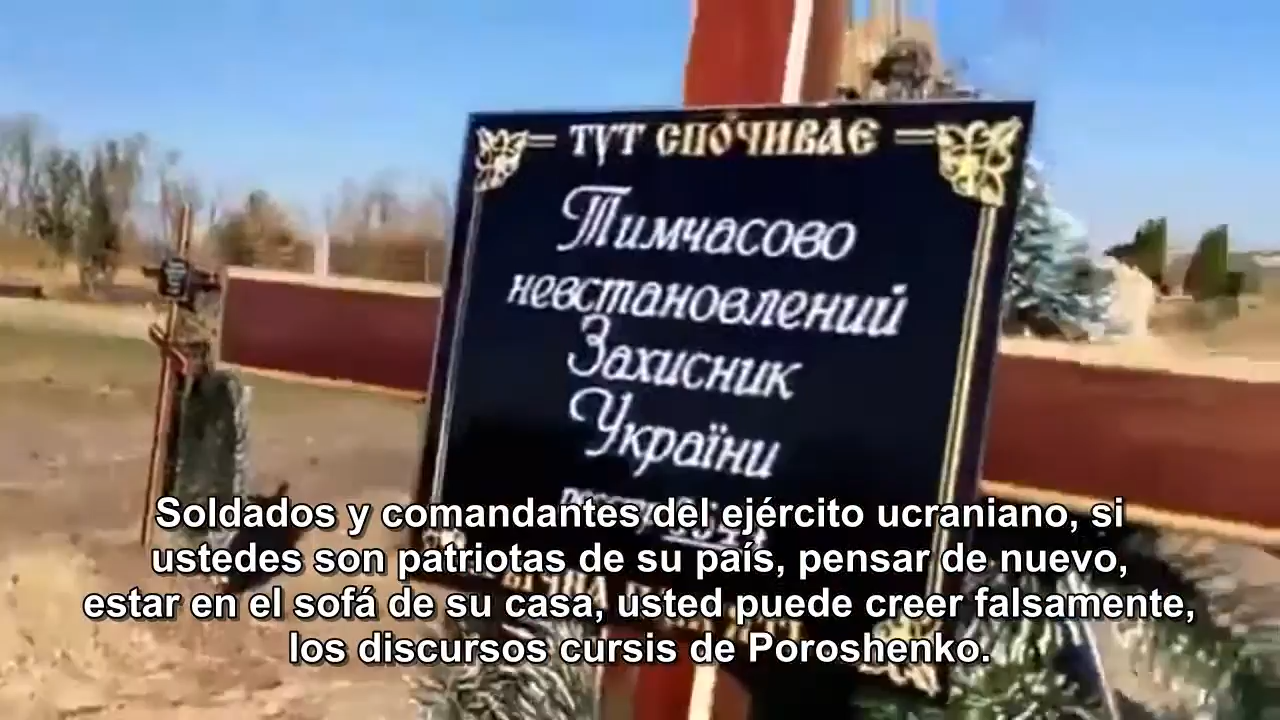 ТУТ СПОЧИВАЄ
Тимчасово
невстановлений
Захисник
України
Soldados y comandantes del ejército ucraniano, si
ustedes son patriotas de su país, pensar de nuevo,
estar en el sofá de su casa, usted puede creer falsamente,
los discursos cursis de Poroshenko.